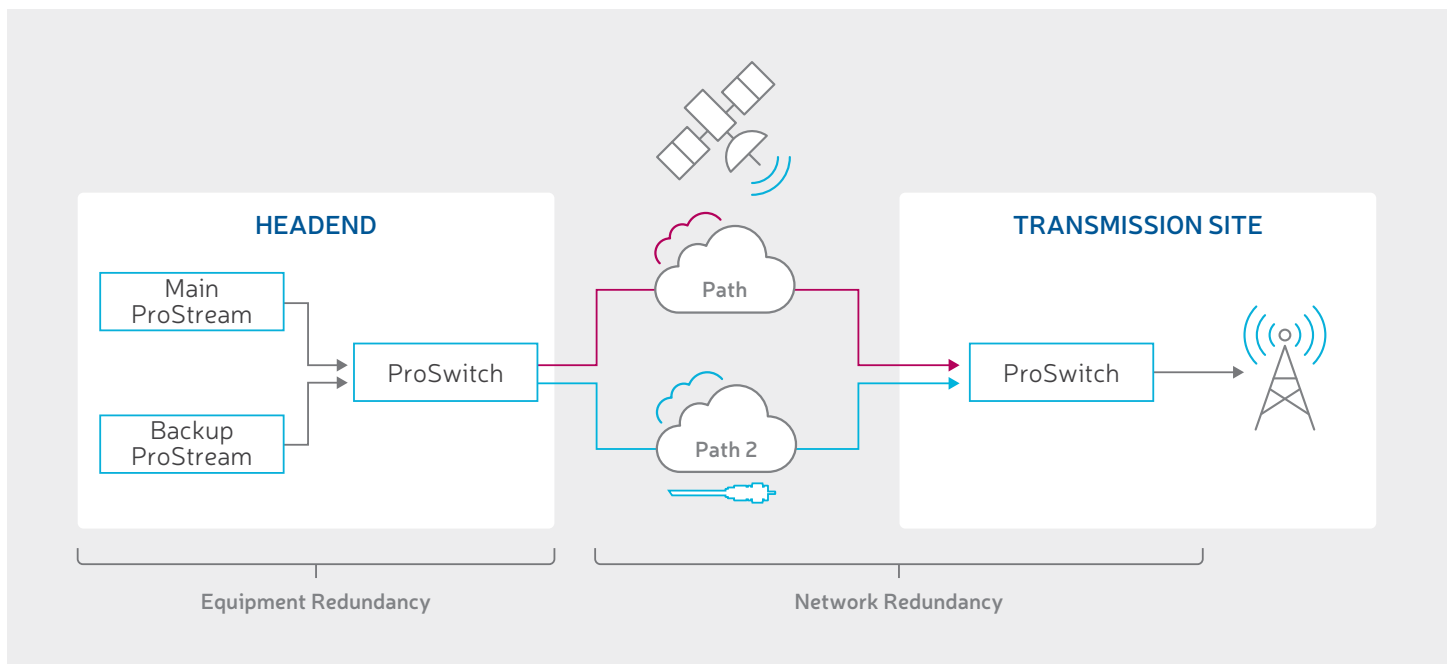 HEADEND
TRANSMISSION SITE
Main
ProStream
Path
ProSwitch
ProSwitch
Backup
ProStream
Path 2
Equipment Redundancy
Network Redundancy